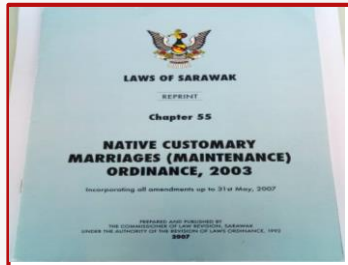 LAWS OF SARAWAK
REPRINT
Chapter 55
NATIVE CUSTOMARY
MARRIAGES (MAINTENANCE)
ORDINANCE, 2003
Incorporating all amendments up to 31st May, 2007
PREPARED AND PUBLISHED BY
THE COMMISSIONER OF LAW REVISION, SARAWAK
UNDER THE AUTHORITY OF THE REVISION OF LAWS ORDINANCE, 1992
2007